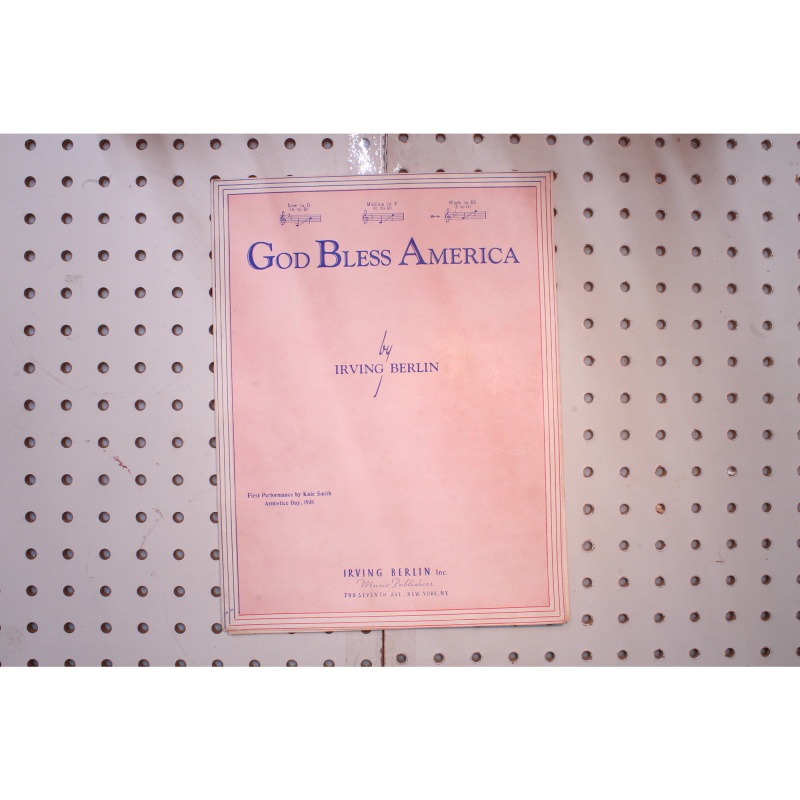 Low in D
Medium in F
High in B♭
GOD BLESS AMERICA
by
IRVING BERLIN
First Performance by Kate Smith
Armistice Day, 1938
IRVING BERLIN Inc.
Music Publishers
799 SEVENTH AVE. NEW YORK, N.Y.